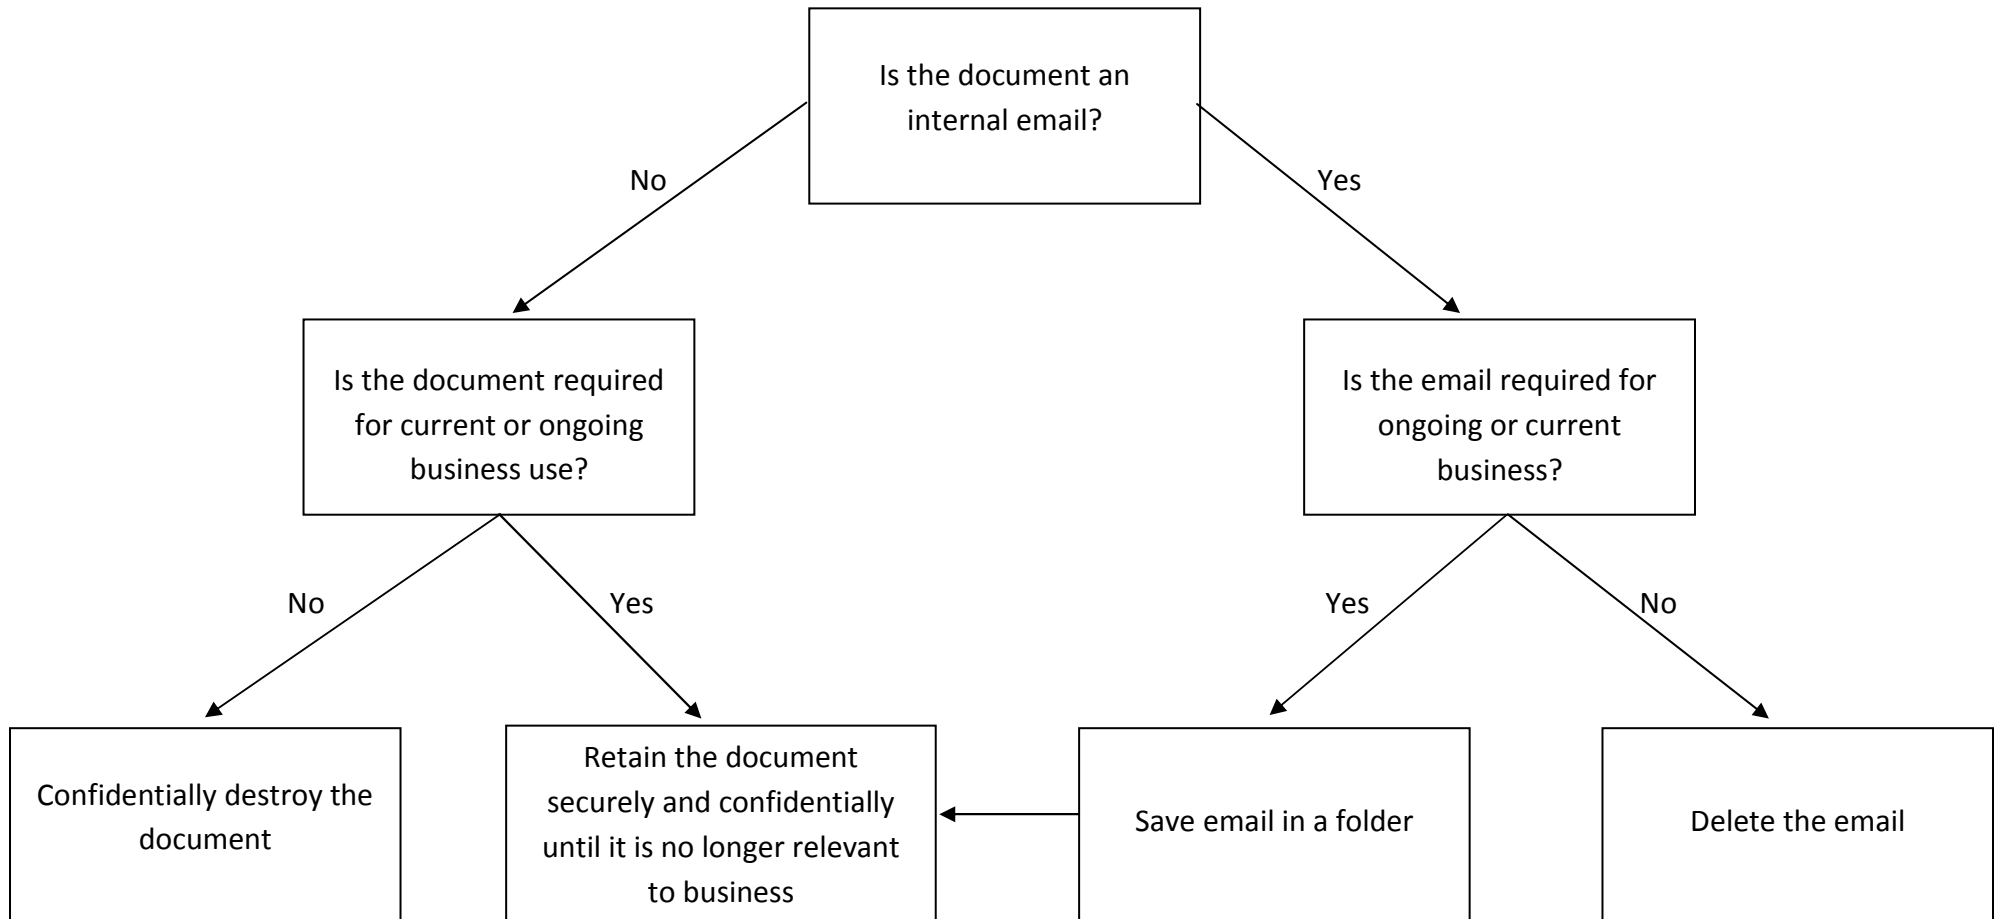 Is the document an
internal email?
No
Yes
Is the document required
for current or ongoing
business use?
Is the email required for
ongoing or current
business?
No
Yes
Yes
No
Confidentially destroy the
document
Retain the document
securely and confidentially
until it is no longer relevant
to business
Save email in a folder
Delete the email